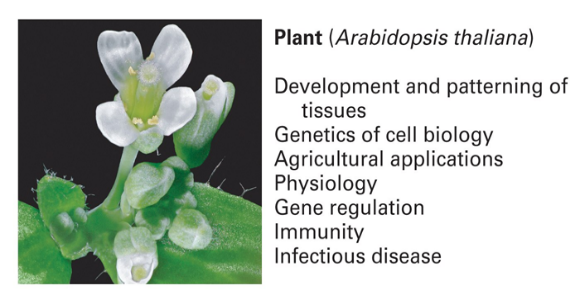 Plant (Arabidopsis thaliana)
Development and patterning of
tissues
Genetics of cell biology
Agricultural applications
Physiology
Gene regulation
Immunity
Infectious disease